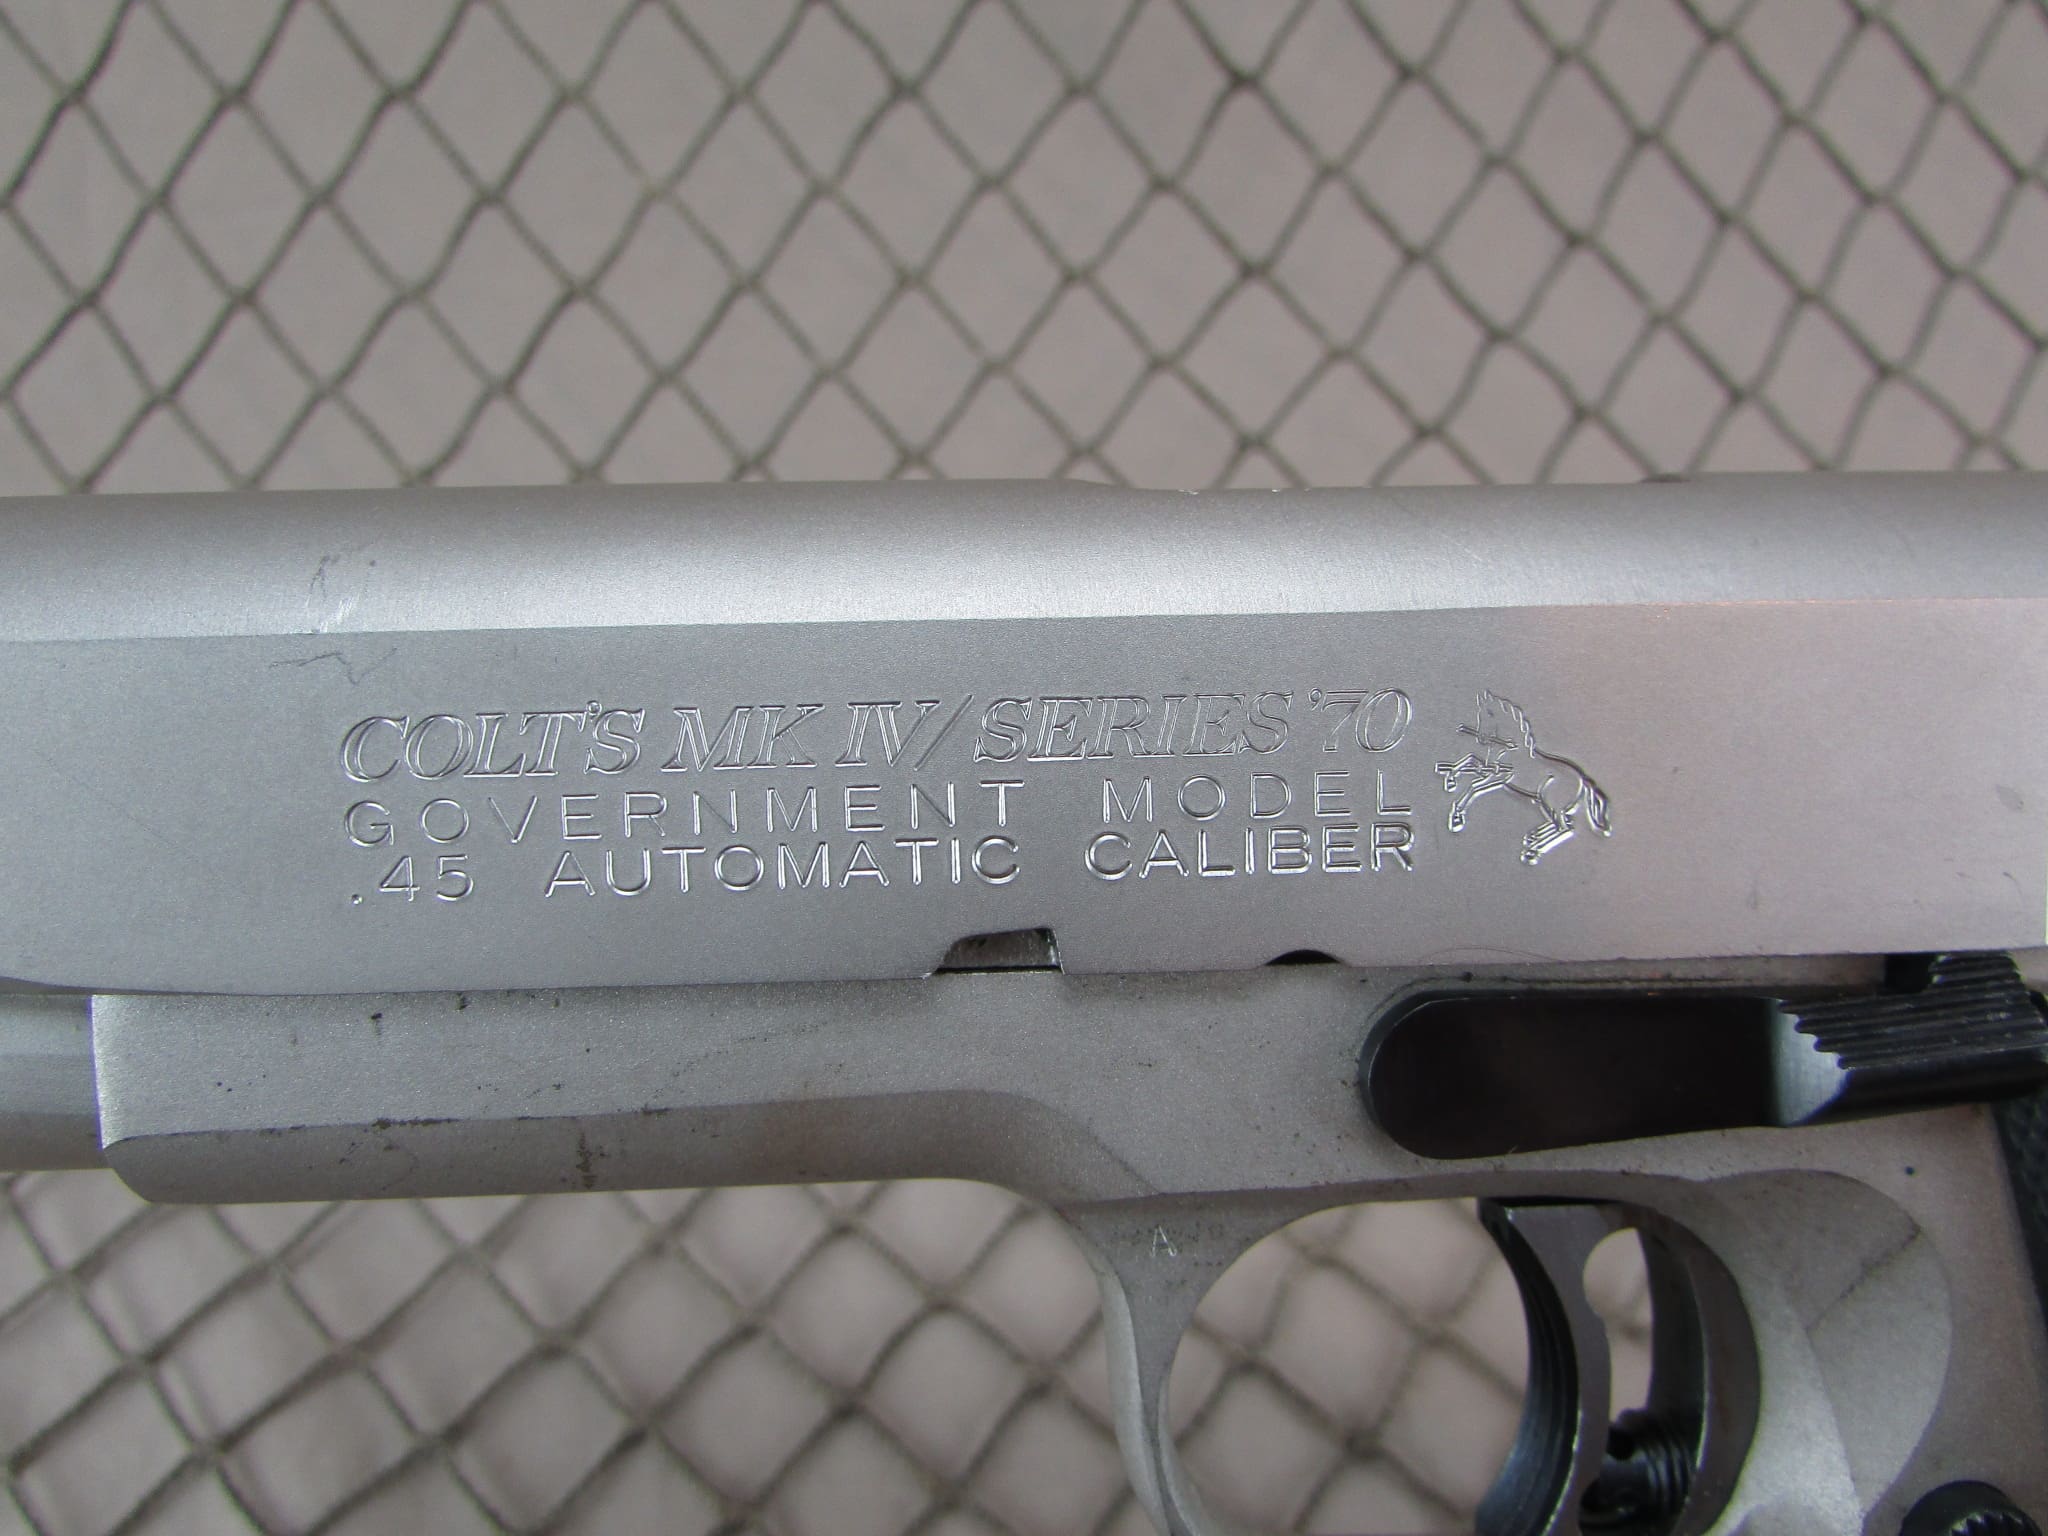 COLT'S MK IV/SERIES '70
GOVERNMENT MODEL
.45 AUTOMATIC CALIBER
A